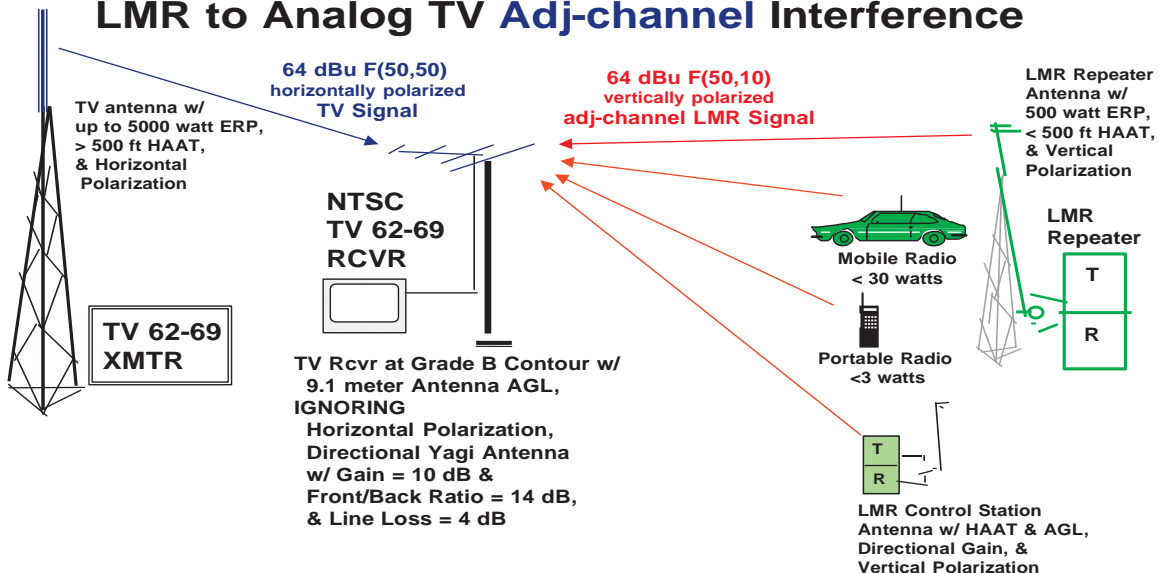 LMR to Analog TV Adj-channel Interference
64 dBu F(50,50)
horizontally polarized
TV Signal
64 dBu F(50,10)
vertically polarized
adj-channel LMR Signal
LMR Repeater
Antenna w/
500 watt ERP,
< 500 ft HAAT,
& Vertical
Polarization
TV antenna w/
up to 5000 watt ERP,
> 500 ft HAAT,
& Horizontal
Polarization
NTSC
TV 62-69
RCVR
LMR
Repeater
T
R
Mobile Radio
< 30 watts
TV 62-69
XMTR
Portable Radio
<3 watts
TV Rcvr at Grade B Contour w/
9.1 meter Antenna AGL,
IGNORING
Horizontal Polarization,
Directional Yagi Antenna
w/ Gain = 10 dB &
Front/Back Ratio = 14 dB,
& Line Loss = 4 dB
T
R
LMR Control Station
Antenna w/ HAAT & AGL,
Directional Gain, &
Vertical Polarization